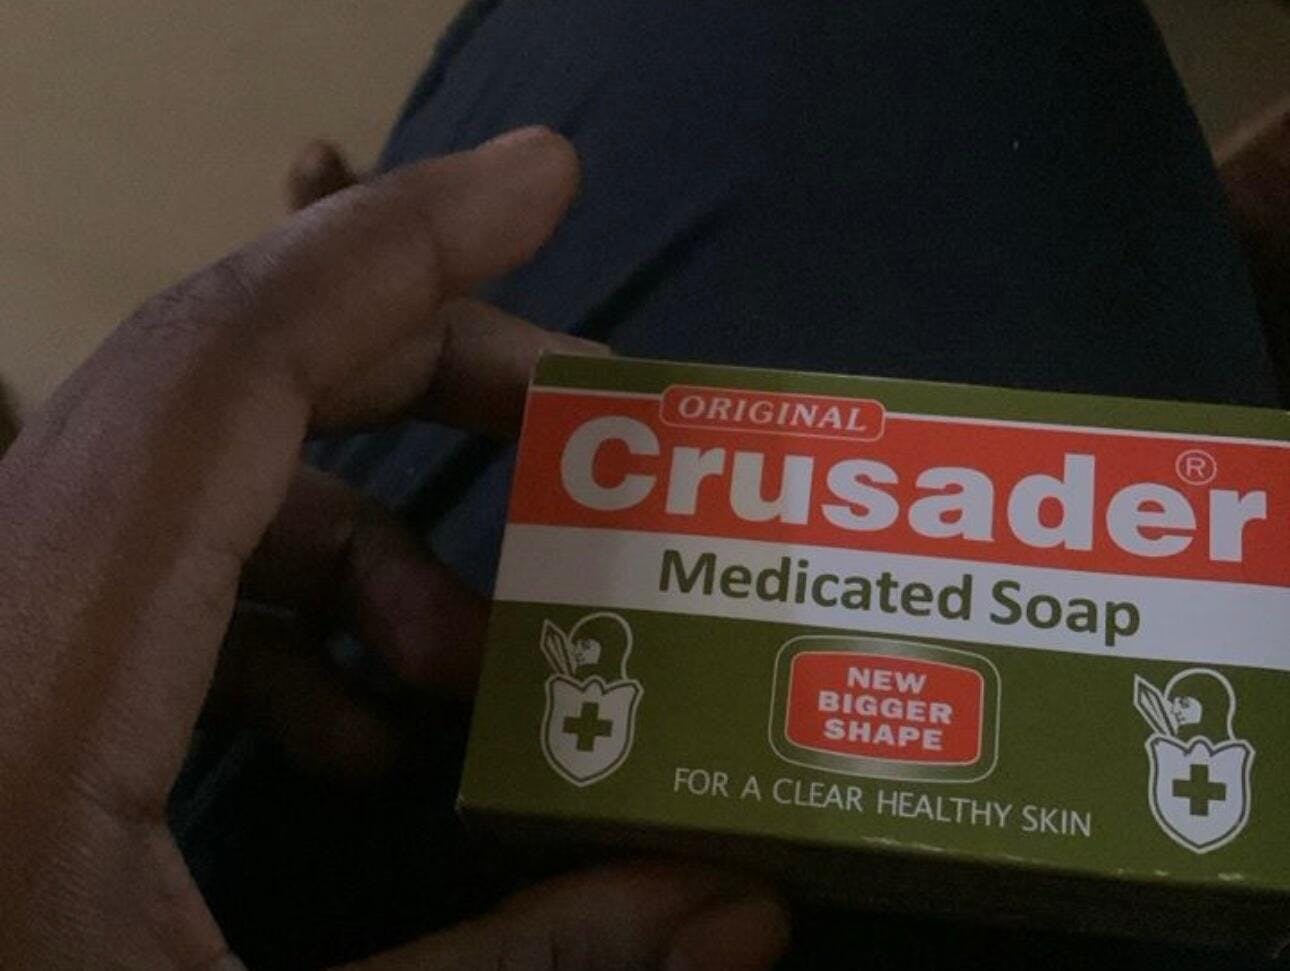 ORIGINAL
Crusader®
Medicated Soap
NEW
BIGGER
SHAPE
FOR A CLEAR HEALTHY SKIN